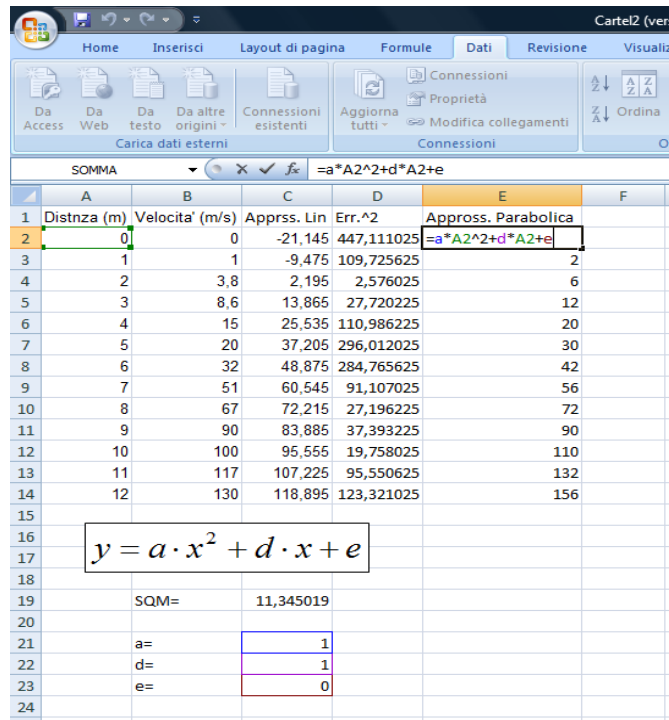 Cartel2 (ver
Home Inserisci Layout di pagina Formule Dati Revisione Visualiz
Da Access Da Web Da testo Da altre origini Connessioni esistenti Aggiorna tutti Connessioni Proprietà Modifica collegamenti Ordina
Carica dati esterni Connessioni O
SOMMA fx =a*A2^2+d*A2+e
A B C D E F
1 Distnza (m) Velocita' (m/s) Apprss. Lin Err.^2 Appross. Parabolica
2 0 0 -21,145 447,111025 =a*A2^2+d*A2+e
3 1 1 -9,475 109,725625 2
4 2 3,8 2,195 2,576025 6
5 3 8,6 13,865 27,720225 12
6 4 15 25,535 110,986225 20
7 5 20 37,205 296,012025 30
8 6 32 48,875 284,765625 42
9 7 51 60,545 91,107025 56
10 8 67 72,215 27,196225 72
11 9 90 83,885 37,393225 90
12 10 100 95,555 19,758025 110
13 11 117 107,225 95,550625 132
14 12 130 118,895 123,321025 156
15
16
y = a · x² + d · x + e
17
18
19 SQM= 11,345019
20
21 a= 1
22 d= 1
23 e= 0
24